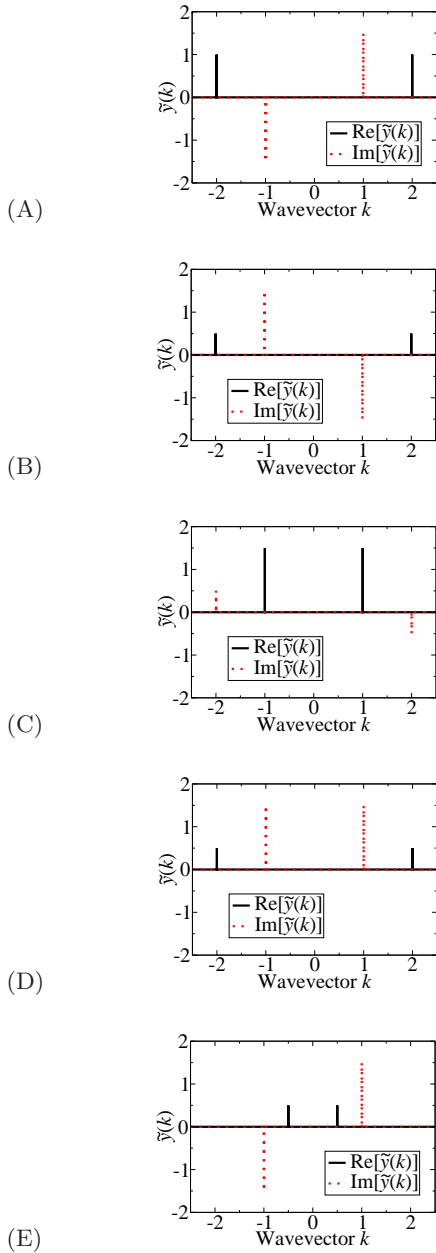 2
1
0
-1
-2
ỹ(k)
Re[ỹ(k)]
Im[ỹ(k)]
-2 -1 0 1 2
Wavevector k
(A)
2
1
0
-1
-2
ỹ(k)
Re[ỹ(k)]
Im[ỹ(k)]
-2 -1 0 1 2
Wavevector k
(B)
2
1
0
-1
-2
ỹ(k)
Re[ỹ(k)]
Im[ỹ(k)]
-2 -1 0 1 2
Wavevector k
(C)
2
1
0
-1
-2
ỹ(k)
Re[ỹ(k)]
Im[ỹ(k)]
-2 -1 0 1 2
Wavevector k
(D)
2
1
0
-1
-2
ỹ(k)
Re[ỹ(k)]
Im[ỹ(k)]
-2 -1 0 1 2
Wavevector k
(E)